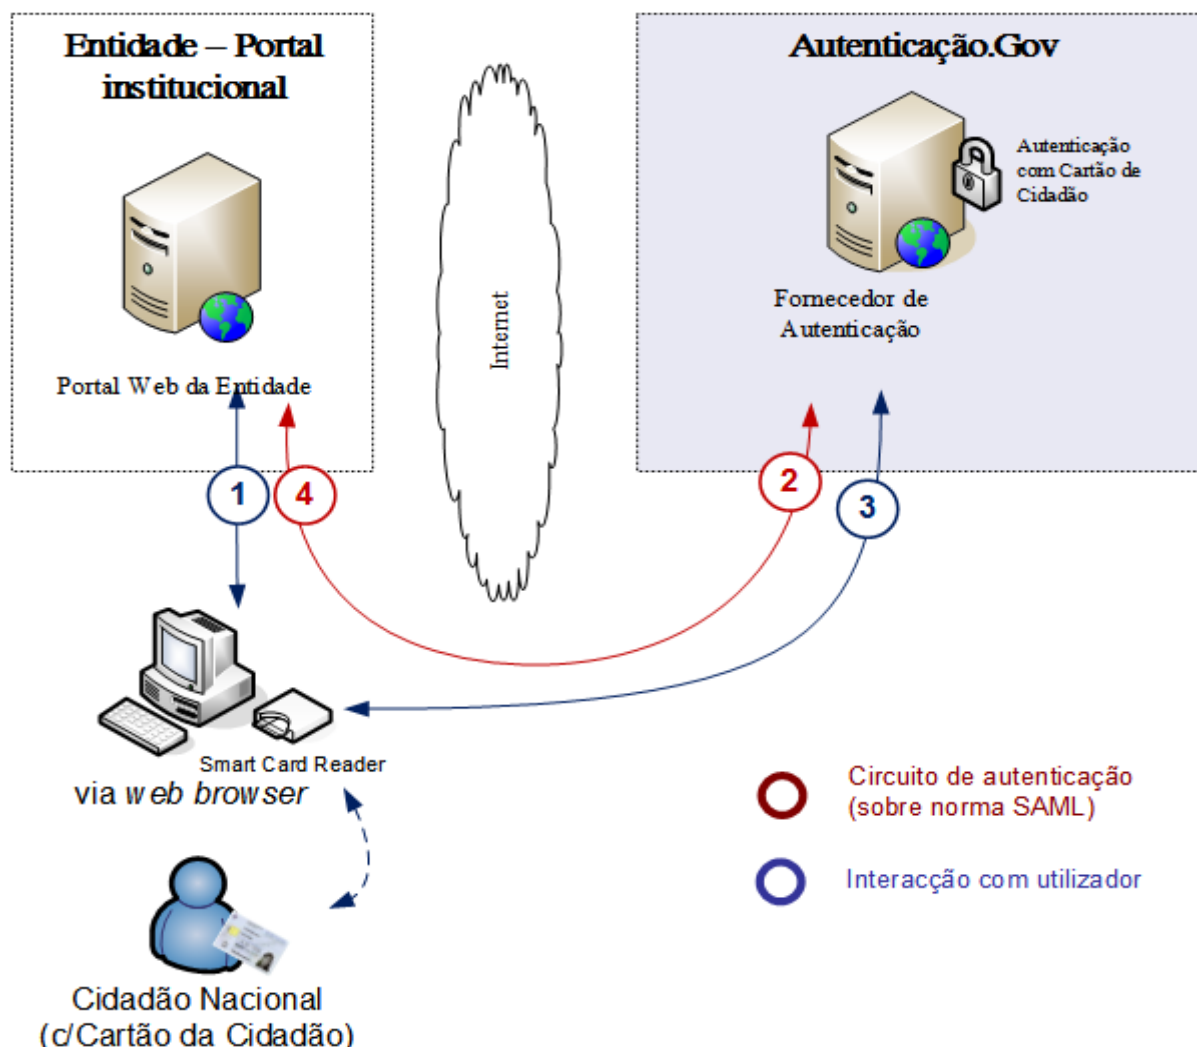 Entidade – Portal
institucional
Autenticação.Gov
Autenticação
com Cartão de
Cidadão
Fornecedor de
Autenticação
Internet
Portal Web da Entidade
1
4
2
3
Smart Card Reader
via web browser
Circuito de autenticação
(sobre norma SAML)
Interacção com utilizador
Cidadão Nacional
(c/Cartão da Cidadão)